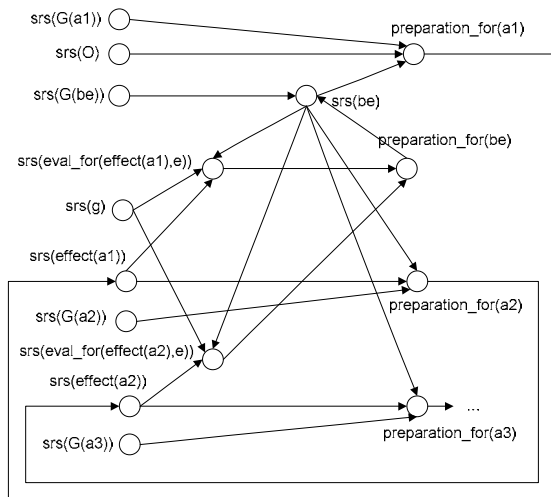 srs(G(a1))
preparation_for(a1)
srs(O)
srs(G(be))
srs(be)
preparation_for(be)
srs(eval_for(effect(a1),e))
srs(g)
srs(effect(a1))
preparation_for(a2)
srs(G(a2))
srs(eval_for(effect(a2),e))
srs(effect(a2))
...
preparation_for(a3)
srs(G(a3))